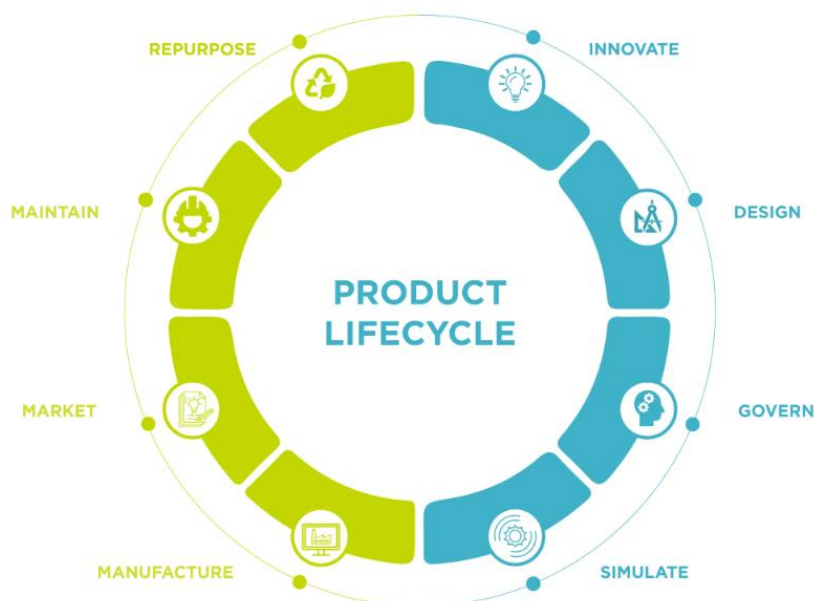 REPURPOSE
INNOVATE
MAINTAIN
DESIGN
PRODUCT
LIFECYCLE
MARKET
GOVERN
MANUFACTURE
SIMULATE